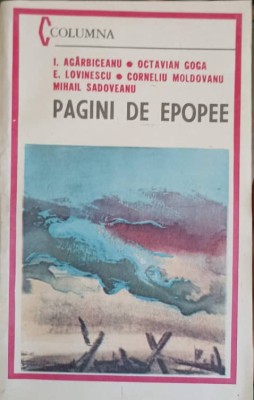 C COLUMNA
I. AGÂRBICEANU • OCTAVIAN GOGA
E. LOVINESCU • CORNELIU MOLDOVANU
MIHAIL SADOVEANU
PAGINI DE EPOPEE